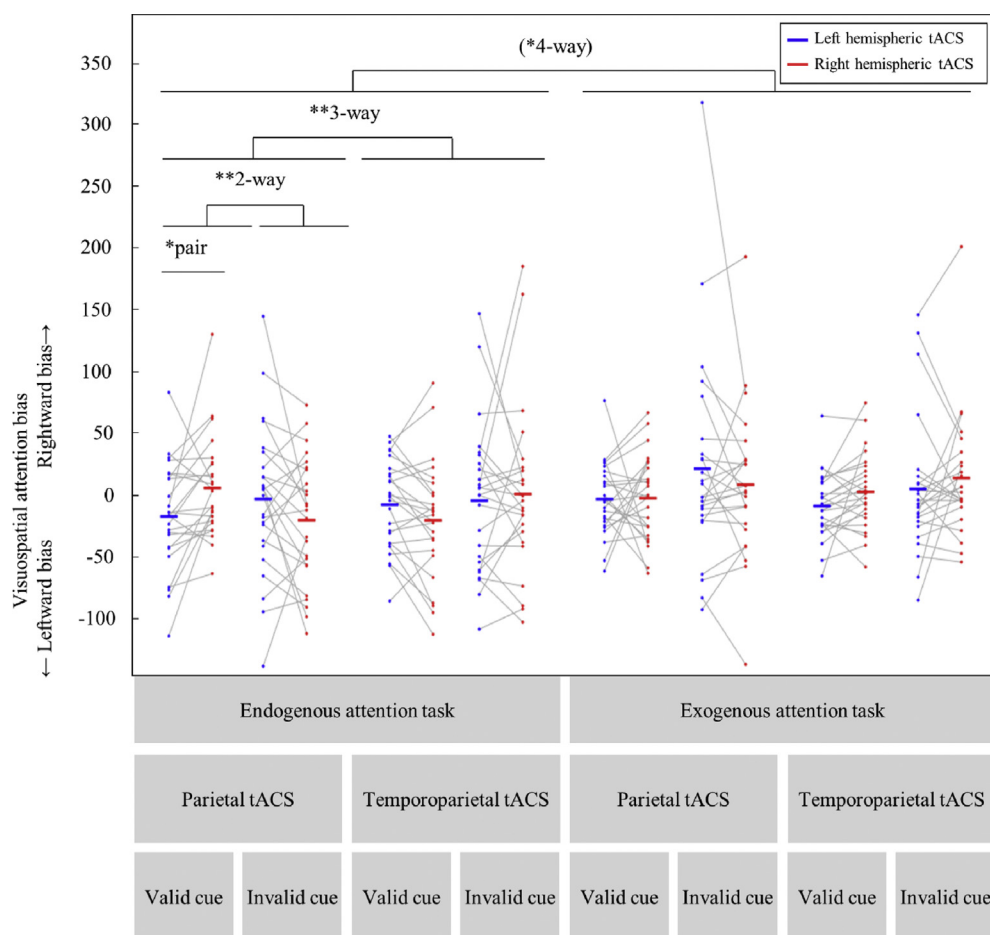 (*4-way)
Left hemispheric tACS
Right hemispheric tACS
**3-way
**2-way
*pair
350
300
250
200
150
100
50
0
-50
-100
Visuospatial attention bias
← Leftward bias Rightward bias→
Endogenous attention task Exogenous attention task
Parietal tACS Temporoparietal tACS Parietal tACS Temporoparietal tACS
Valid cue Invalid cue Valid cue Invalid cue Valid cue Invalid cue Valid cue Invalid cue